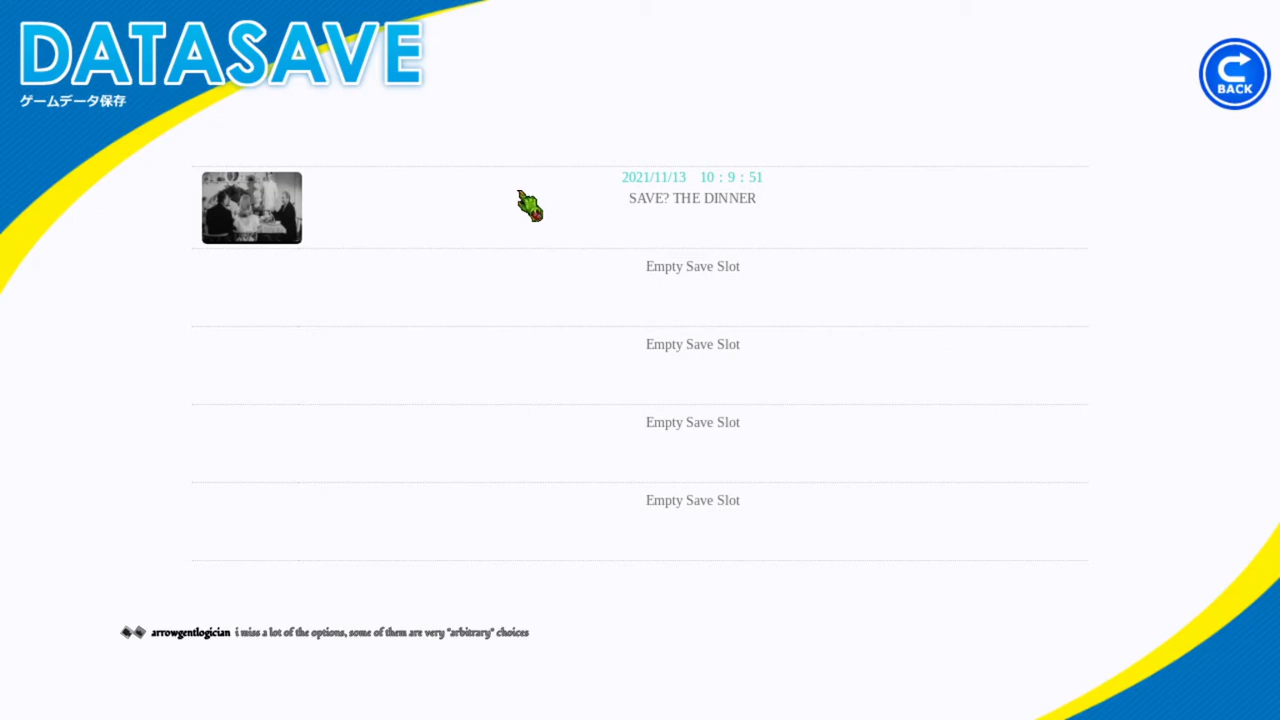 DATASAVE
ゲームデータ保存
BACK
2021/11/13 10：9：51
SAVE? THE DINNER
Empty Save Slot
Empty Save Slot
Empty Save Slot
Empty Save Slot
arrowgentlogician i miss a lot of the options, some of them are very "arbitrary" choices